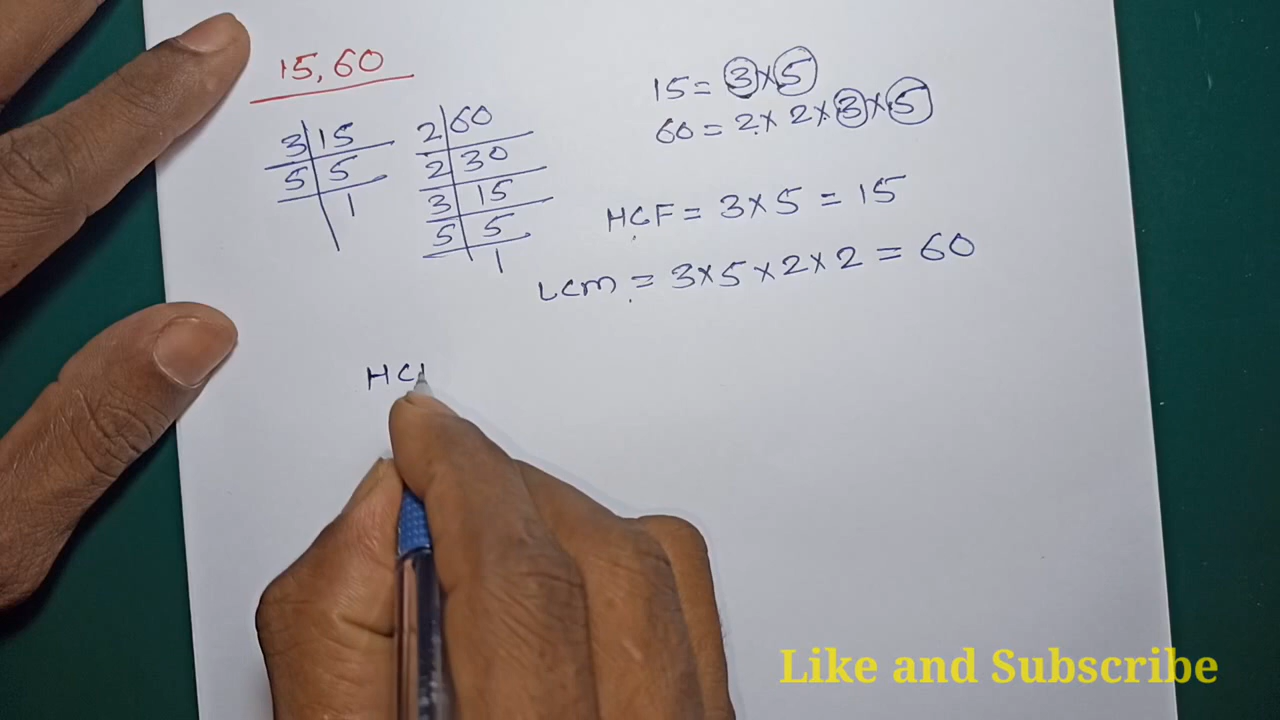 15, 60
3 | 15
5 | 5
1
2 | 60
2 | 30
3 | 15
5 | 5
1
15 = 3 × 5
60 = 2 × 2 × 3 × 5
HCF = 3 × 5 = 15
LCM = 3 × 5 × 2 × 2 = 60
HC
Like and Subscribe